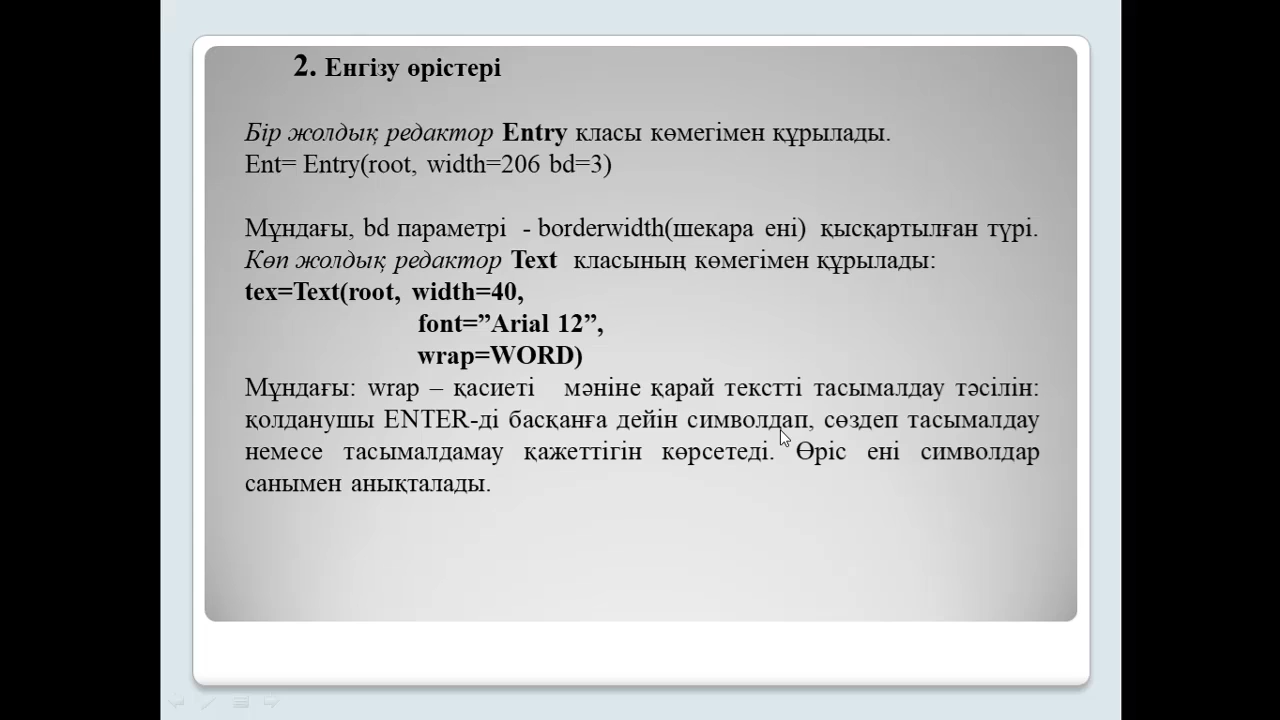 2. Енгізу өрістері
Бір жолдық редактор Entry класы көмегімен құрылады.
Ent= Entry(root, width=206 bd=3)
Мұндағы, bd параметрі - borderwidth(шекара ені) қысқартылған түрі.
Көп жолдық редактор Text класының көмегімен құрылады:
tex=Text(root, width=40,
font=”Arial 12”,
wrap=WORD)
Мұндағы: wrap – қасиеті мәніне қарай текстті тасымалдау тәсілін:
қолданушы ENTER-ді басқанға дейін символдап, сөздеп тасымалдау
немесе тасымалдамау қажеттігін көрсетеді. Өріс ені символдар
санымен анықталады.